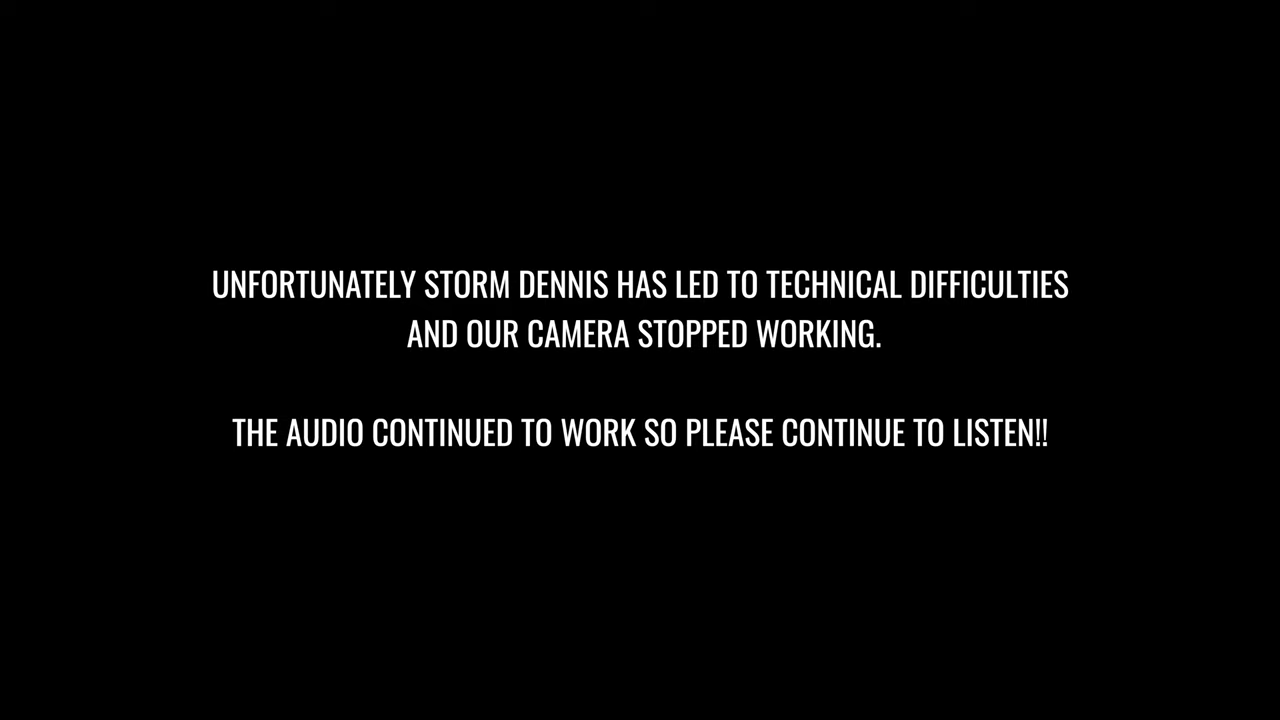 UNFORTUNATELY STORM DENNIS HAS LED TO TECHNICAL DIFFICULTIES
AND OUR CAMERA STOPPED WORKING.
THE AUDIO CONTINUED TO WORK SO PLEASE CONTINUE TO LISTEN!!